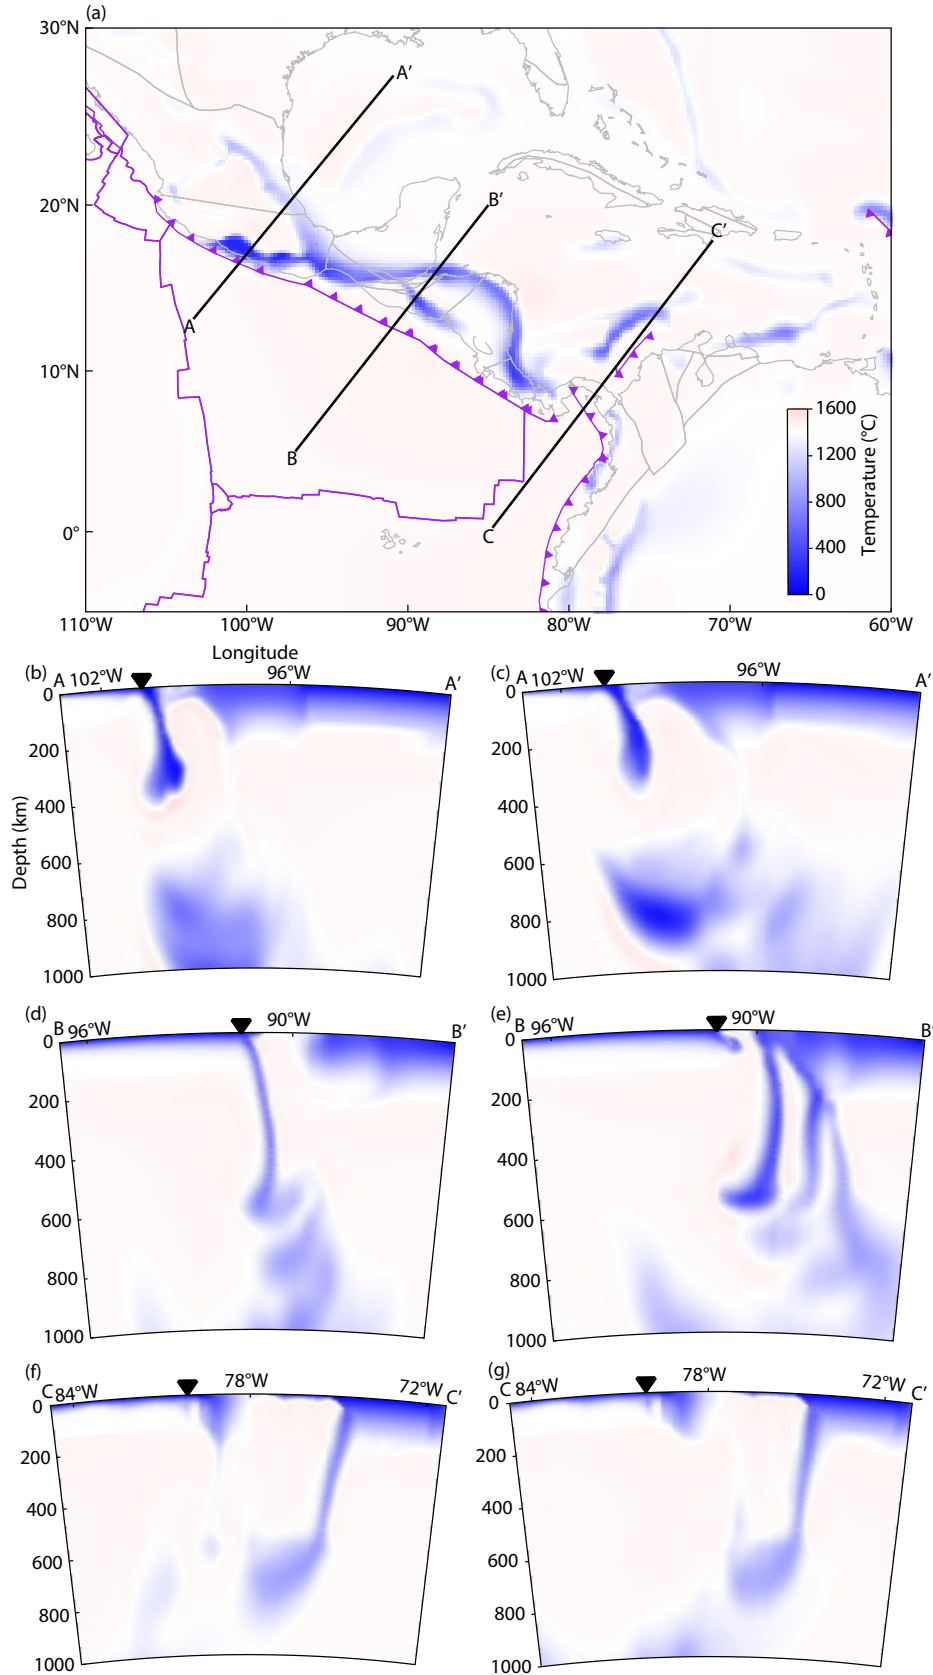 (a)
30°N
A’
20°N
B’
C’
A
10°N
1600
1200
B
800
Temperature (°C)
400
0°
C
0
110°W 100°W 90°W 80°W 70°W 60°W
Longitude
(b) A 102°W 96°W A’
0
200
400
600
800
1000
Depth (km)
(c) A 102°W 96°W A’
0
200
400
600
800
1000
(d) B 96°W 90°W B’
0
200
400
600
800
1000
(e) B 96°W 90°W B’
0
200
400
600
800
1000
(f) C 84°W 78°W 72°W C’
0
200
400
600
800
1000
(g) C 84°W 78°W 72°W C’
0
200
400
600
800
1000